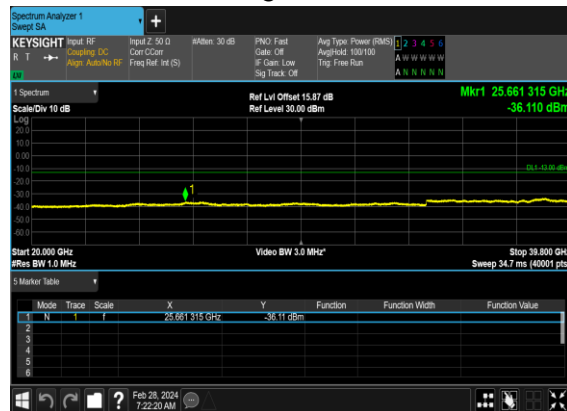 Spectrum Analyzer 1
Swept SA
+
KEYSIGHT Input: RF Input Z: 50 Ω #Atten: 30 dB PNO: Fast Avg Type: Power (RMS) 1 2 3 4 5 6
R T Coupling: DC Corr CCorr Gate: Off Avg|Hold: 100/100 A W W W W W
Align: Auto/No RF Freq Ref: Int (S) IF Gain: Low Trig: Free Run
Sig Track: Off A N N N N N
LXI
1 Spectrum
Ref Lvl Offset 15.87 dB Mkr1 25.661 315 GHz
Scale/Div 10 dB Ref Level 30.00 dBm -36.110 dBm
Log
20.0
10.0
0.00
-10.0
DL1 -13.00 dBm
-20.0
1
-30.0
-40.0
-50.0
-60.0
Start 20.000 GHz Video BW 3.0 MHz* Stop 39.800 GHz
#Res BW 1.0 MHz Sweep 34.7 ms (40001 pts)
5 Marker Table
Mode Trace Scale X Y Function Function Width Function Value
1 N 1 f 25.661 315 GHz -36.11 dBm
2
3
4
5
6
? Feb 28, 2024
7:22:20 AM